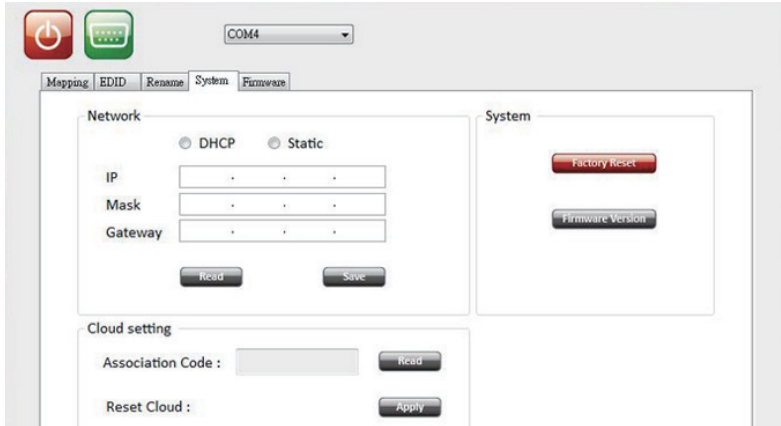 COM4
Mapping EDID Rename System Firmware
Network
DHCP Static
IP
Mask
Gateway
Read Save
System
Factory Reset
Firmware Version
Cloud setting
Association Code :
Read
Reset Cloud :
Apply